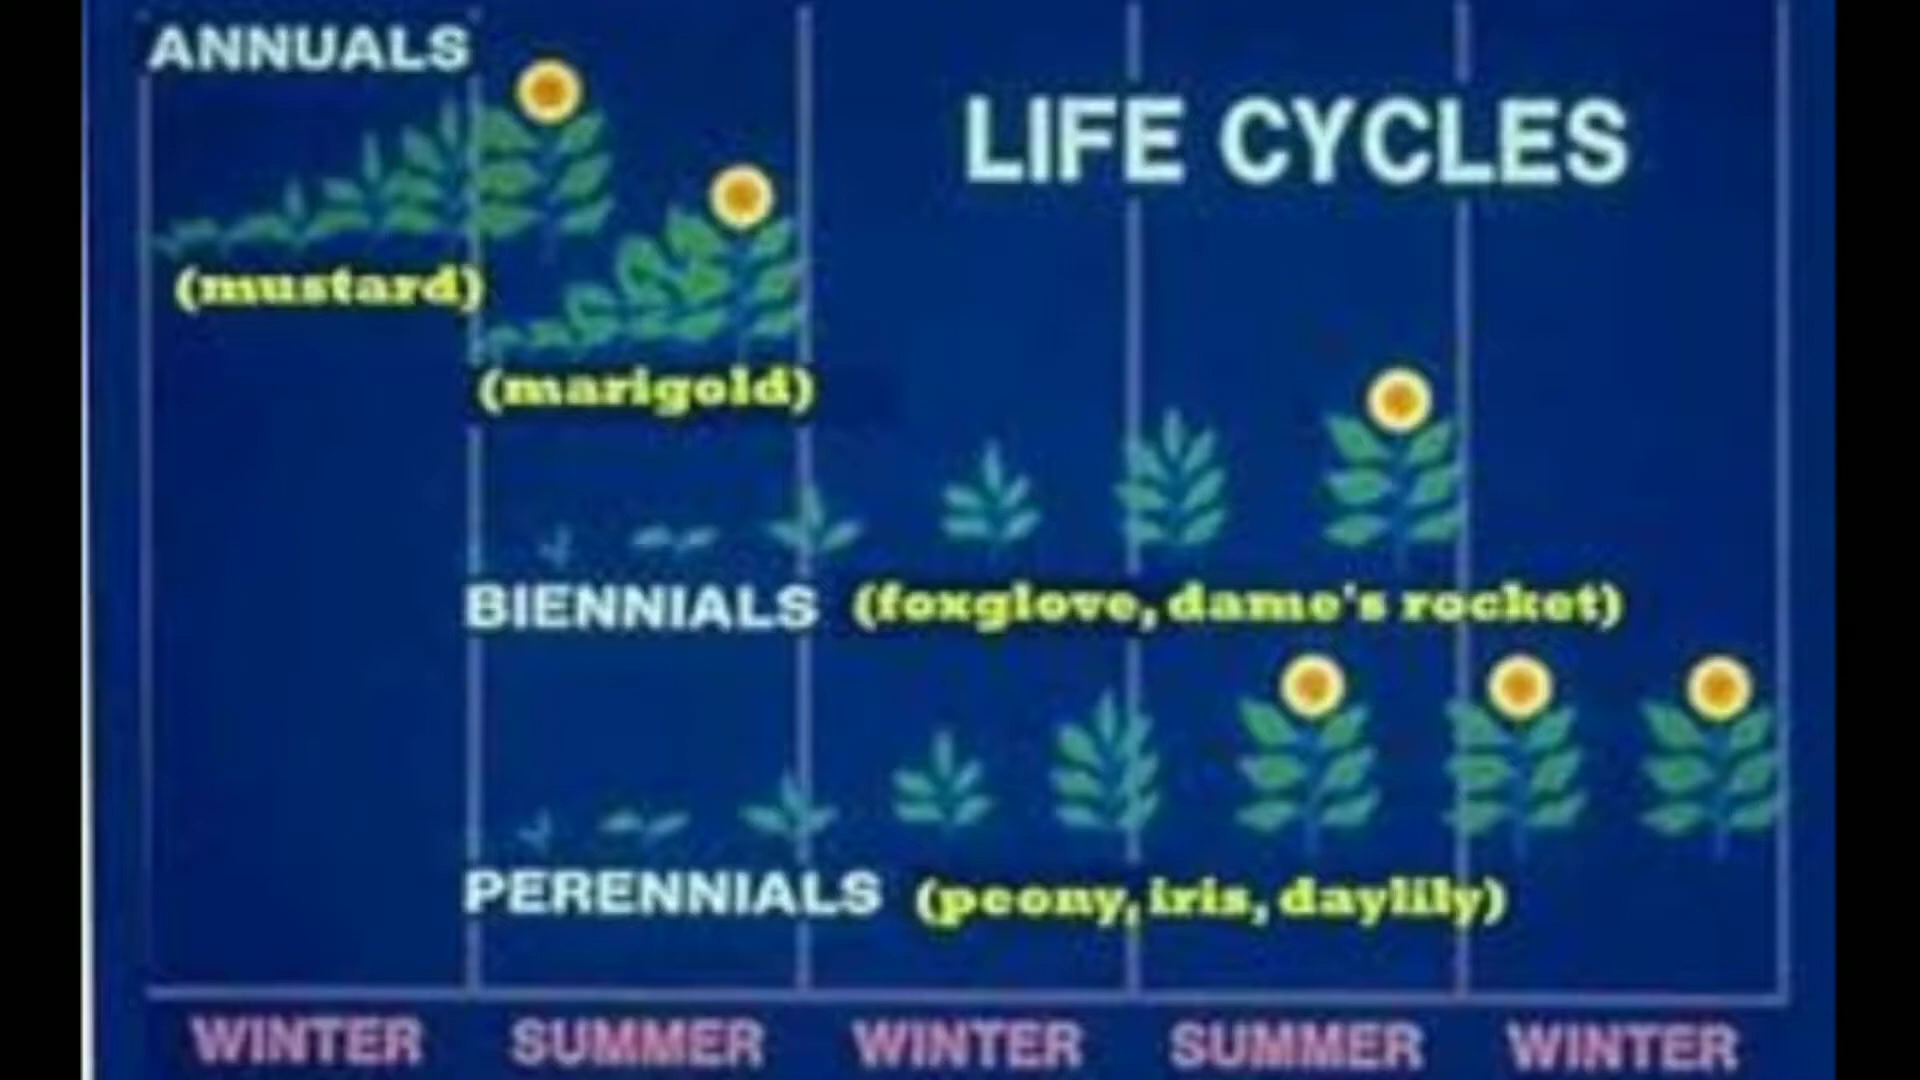 ANNUALS
LIFE CYCLES
(mustard)
(marigold)
BIENNIALS (foxglove, dame's rocket)
PERENNIALS (peony, iris, daylily)
WINTER SUMMER WINTER SUMMER WINTER